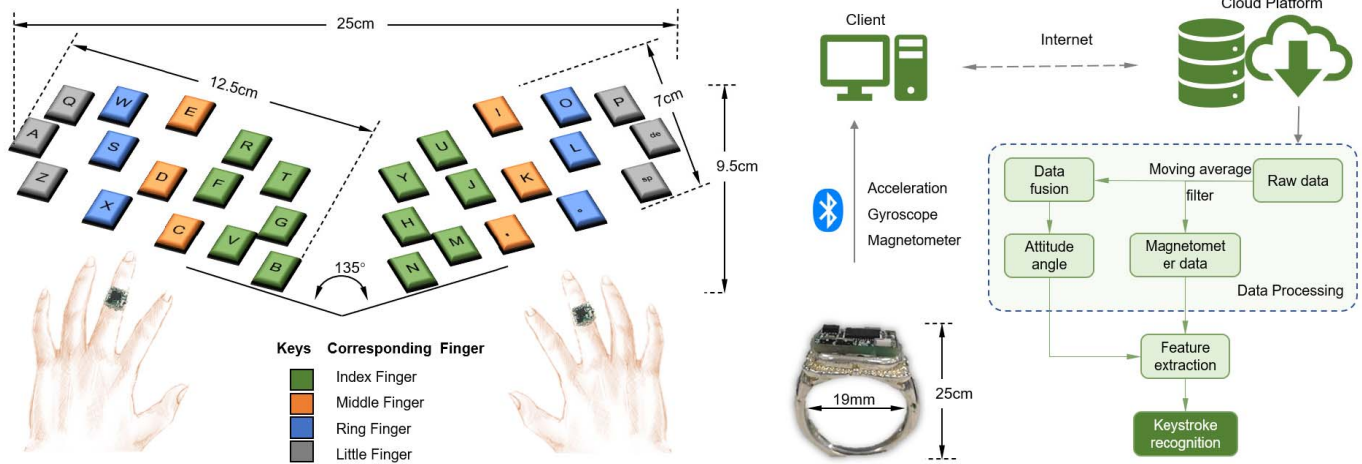 25cm
12.5cm
7cm
9.5cm
Q W E R T
A S D F G
Z X C V B
Y U I O P
H J K L de
N M , 。 sp
135°
Keys Corresponding Finger
Index Finger
Middle Finger
Ring Finger
Little Finger
Client
Internet
Cloud Platform
Acceleration
Gyroscope
Magnetometer
19mm
25cm
Data
fusion
Moving average
filter
Raw data
Attitude
angle
Magnetomet
er data
Data Processing
Feature
extraction
Keystroke
recognition